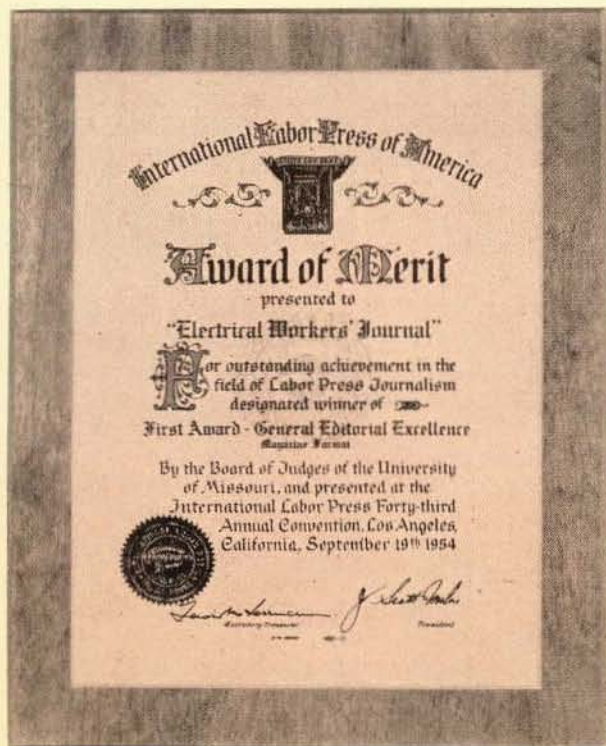 International Labor Press of America
Award of Merit
presented to
"Electrical Workers' Journal"
For outstanding achievement in the
field of Labor Press Journalism
designated winner of
First Award - General Editorial Excellence
Magazine Format
By the Board of Judges of the University
of Missouri, and presented at the
International Labor Press Forty-third
Annual Convention, Los Angeles,
California, September 19th 1954
Secretary-Treasurer
President